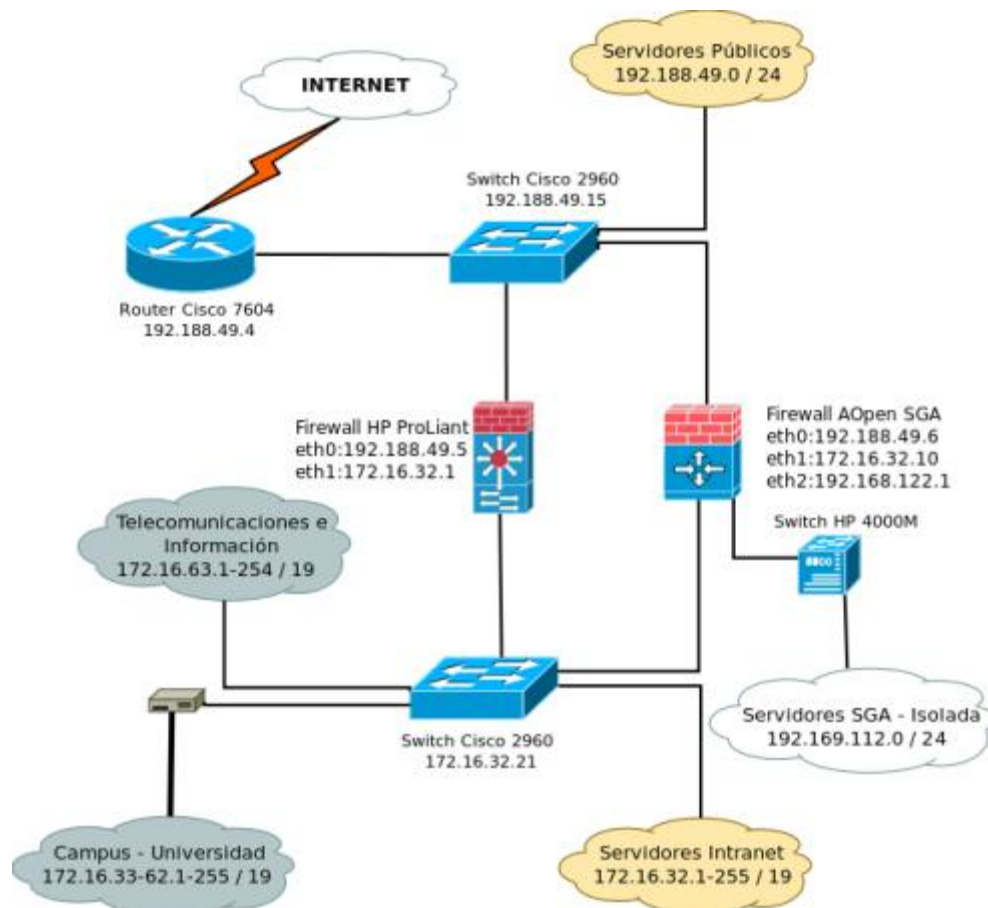 Servidores Públicos
192.188.49.0 / 24
INTERNET
Switch Cisco 2960
192.188.49.15
Router Cisco 7604
192.188.49.4
Firewall HP ProLiant
eth0:192.188.49.5
eth1:172.16.32.1
Firewall AOpen SGA
eth0:192.188.49.6
eth1:172.16.32.10
eth2:192.168.122.1
Switch HP 4000M
Telecomunicaciones e
Información
172.16.63.1-254 / 19
Servidores SGA - Isolada
192.169.112.0 / 24
Switch Cisco 2960
172.16.32.21
Campus - Universidad
172.16.33-62.1-255 / 19
Servidores Intranet
172.16.32.1-255 / 19